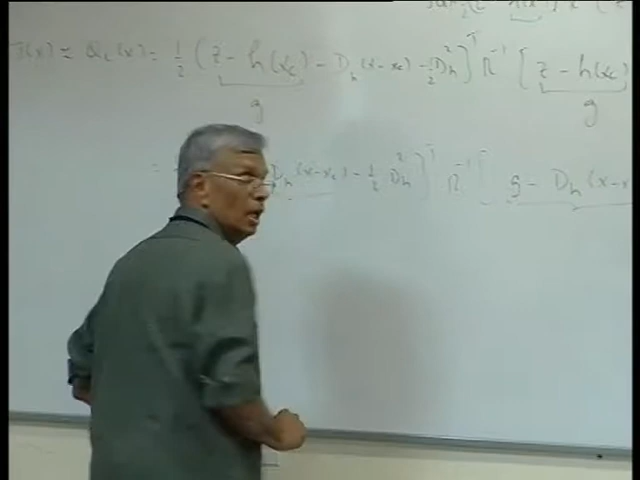 J(x) ≈ Q_c(x) = 1/2 (z - h(x_c) - D_h (x-x_c) - 1/2 D_h^2 ]^T R^-1 [ z - h(x_c)
g g
= D_h (x-x_c) - 1/2 D_h^2 ]^T R^-1 [ g - D_h (x-x